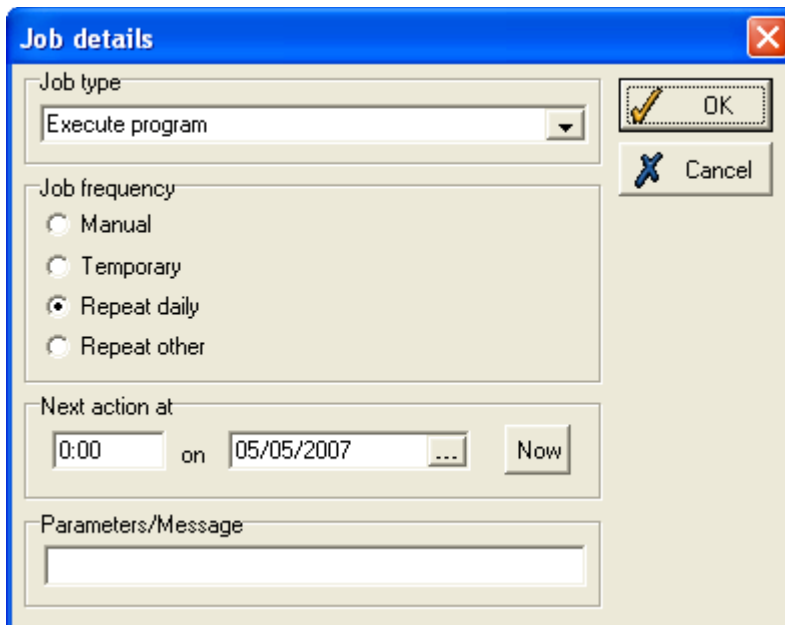 Job details
Job type
Execute program
OK
Cancel
Job frequency
Manual
Temporary
Repeat daily
Repeat other
Next action at
0:00 on 05/05/2007 ... Now
Parameters/Message